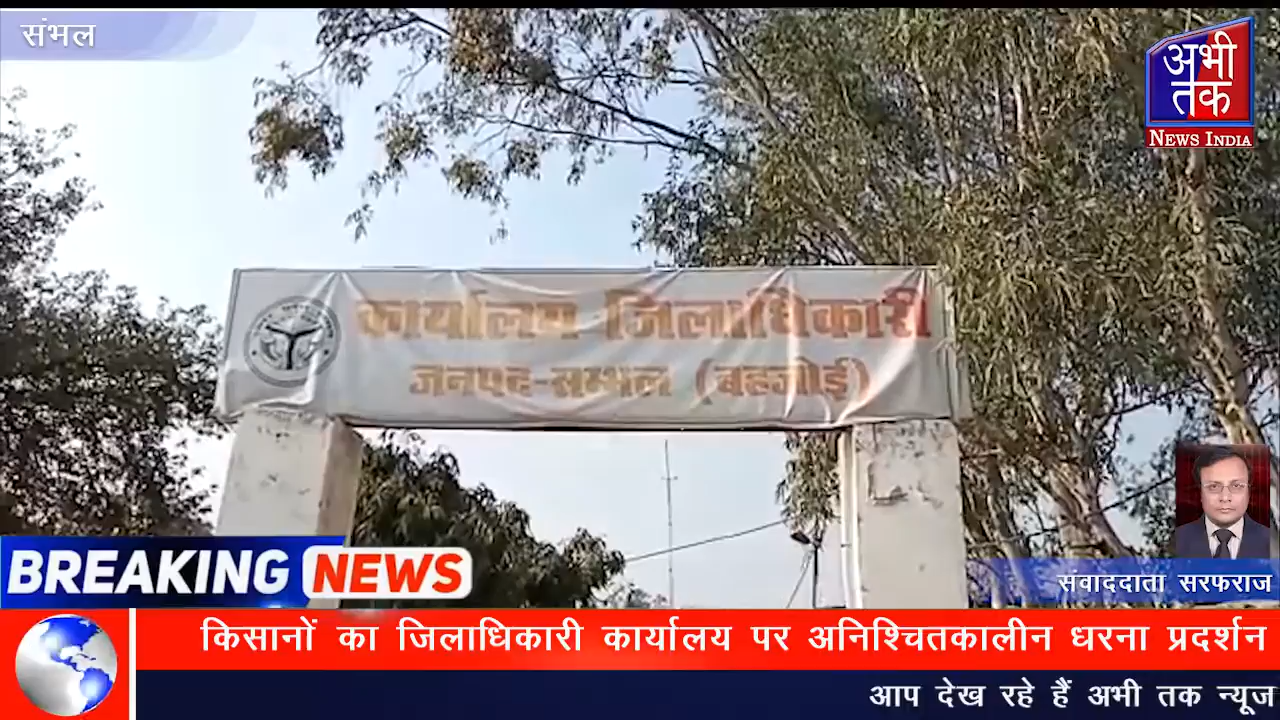 संभल
अभी
तक
NEWS INDIA
कार्यालय जिलाधिकारी
जनपद-सम्भल (बहजोई)
BREAKING NEWS
संवाददाता सरफराज
किसानों का जिलाधिकारी कार्यालय पर अनिश्चितकालीन धरना प्रदर्शन
आप देख रहे हैं अभी तक न्यूज